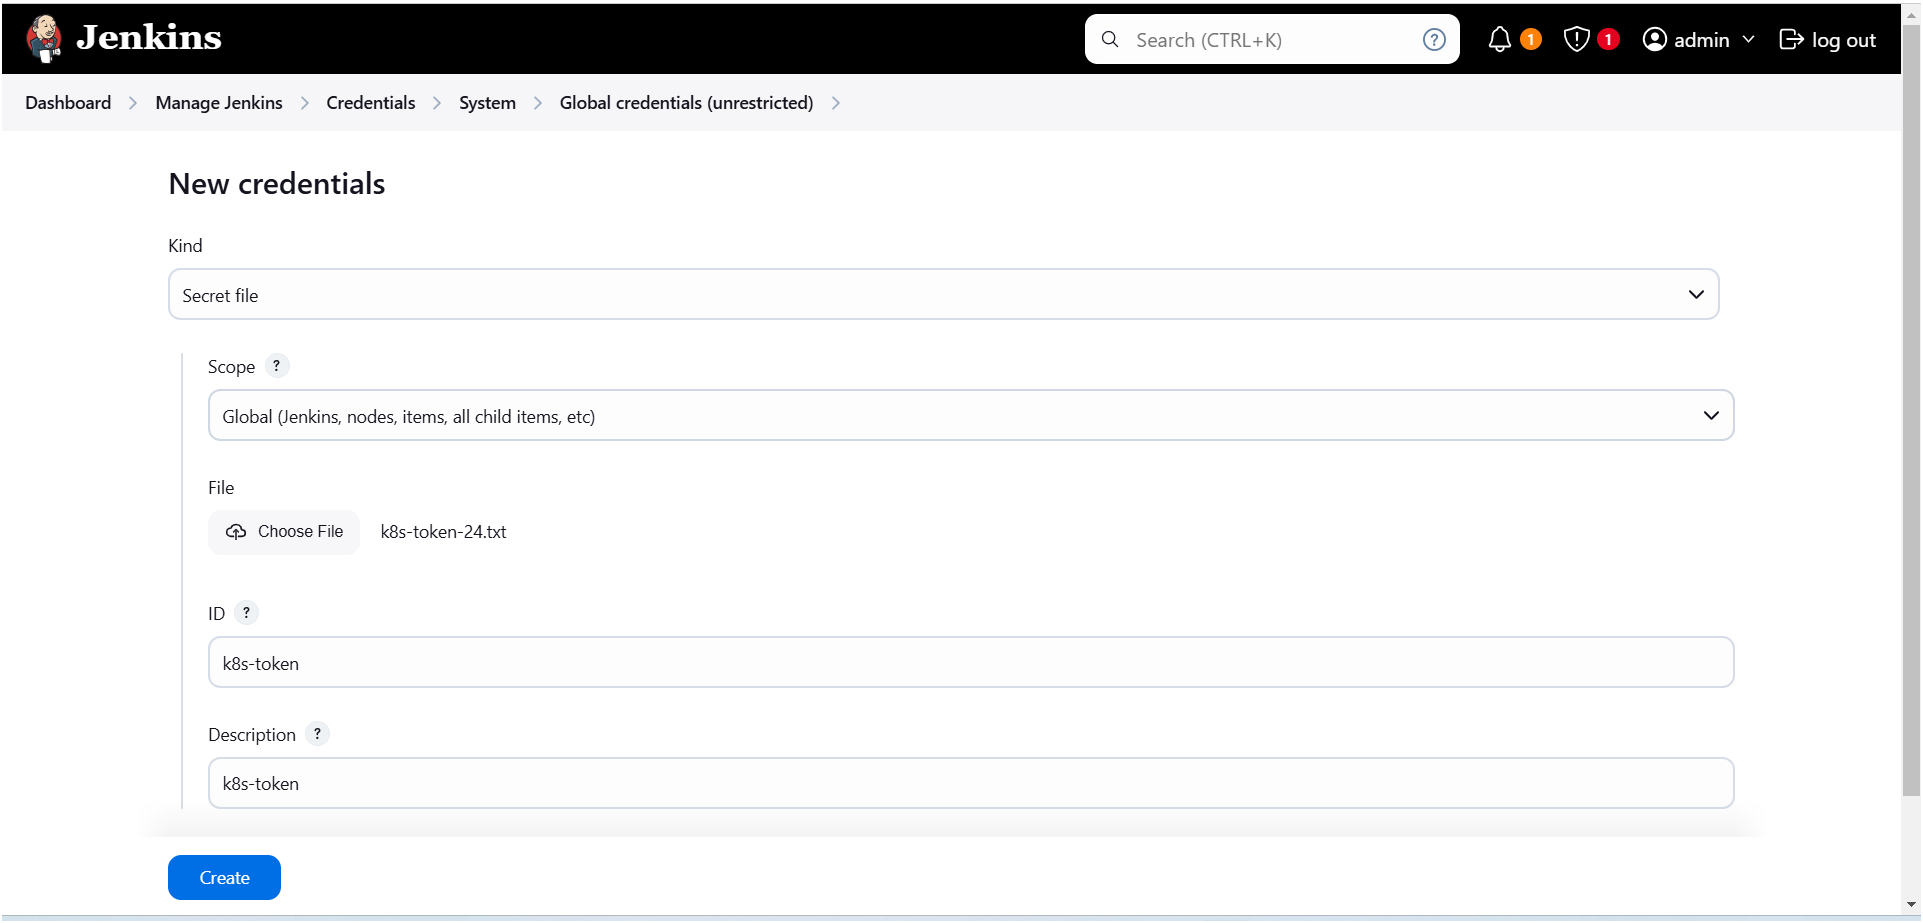 Jenkins
Search (CTRL+K) ?
1
1
admin
log out
Dashboard > Manage Jenkins > Credentials > System > Global credentials (unrestricted) >
New credentials
Kind
Secret file
Scope ?
Global (Jenkins, nodes, items, all child items, etc)
File
Choose File k8s-token-24.txt
ID ?
k8s-token
Description ?
k8s-token
Create